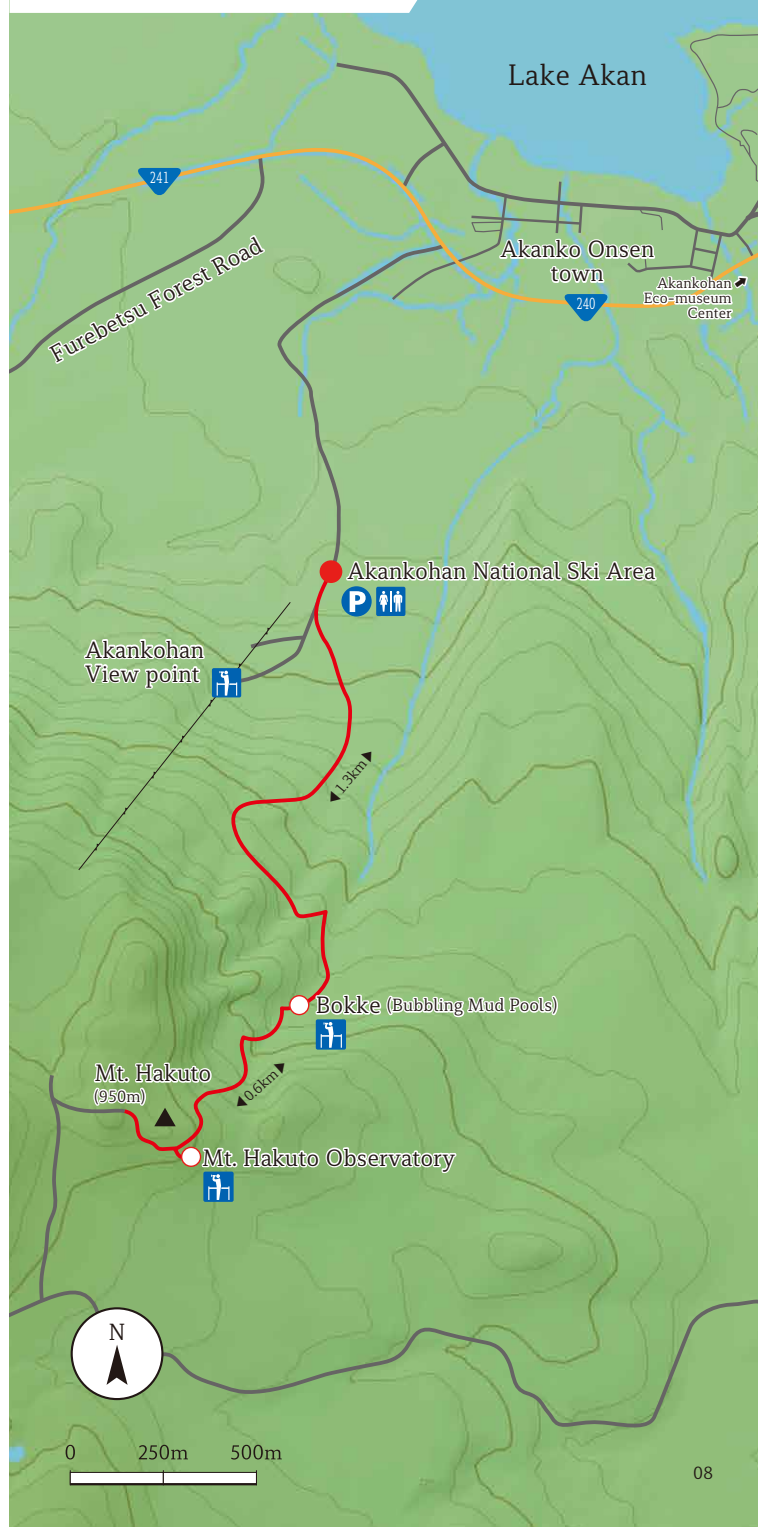 Lake Akan
241
Furebetsu Forest Road
Akanko Onsen
town
Akankohan
Eco-museum
Center
240
Akankohan National Ski Area
P
Akankohan
View point
1.3km
Bokke (Bubbling Mud Pools)
Mt. Hakuto
(950m)
0.6km
Mt. Hakuto Observatory
N
0 250m 500m
08